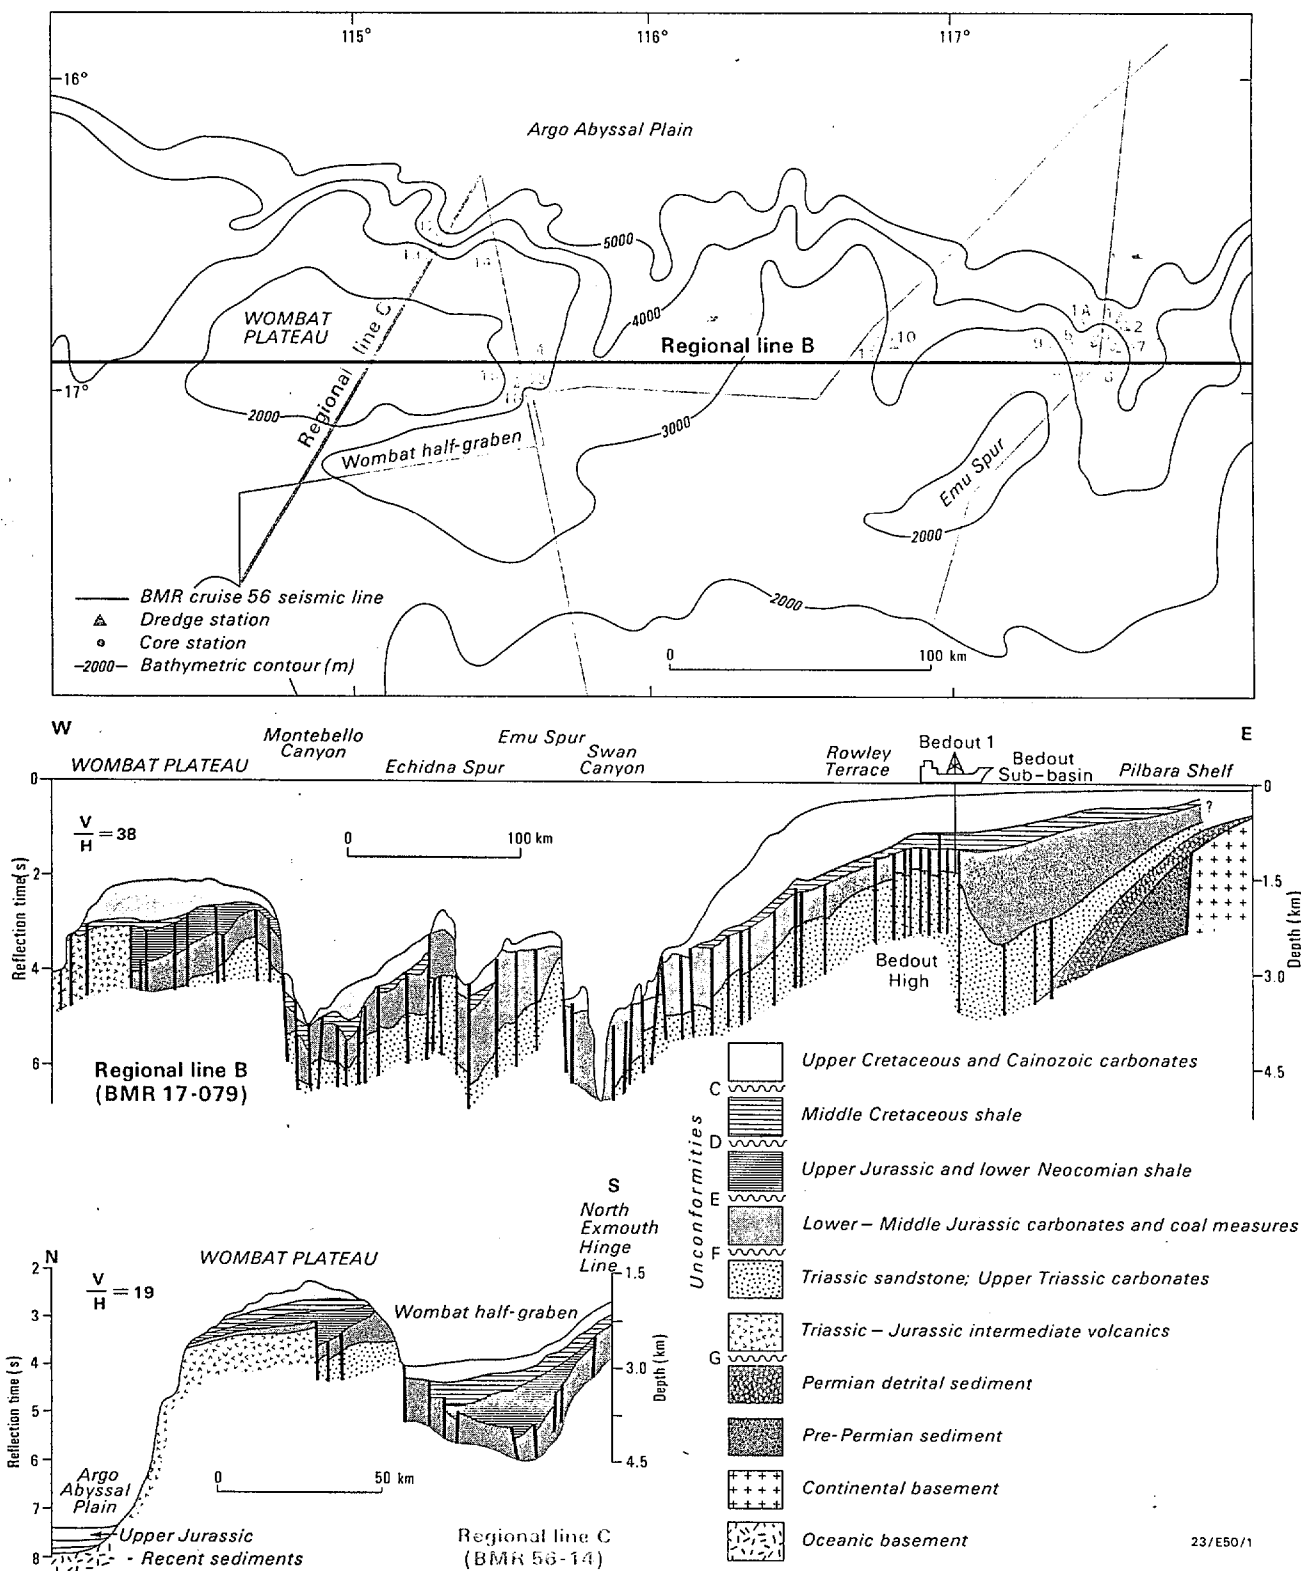 115°
116°
117°
16°
Argo Abyssal Plain
5000
13
14
4000
WOMBAT
PLATEAU
Regional line C
Regional line B
1A
2
10
9
7
6
17°
2000
3000
Wombat half-graben
Emu Spur
2000
2000
BMR cruise 56 seismic line
Dredge station
Core station
—2000— Bathymetric contour (m)
0 100 km
W
E
Montebello
Canyon
Emu Spur
Swan
Canyon
Rowley
Terrace
Bedout 1
Bedout
Sub-basin
WOMBAT PLATEAU
Echidna Spur
Pilbara Shelf
0
2
4
6
Reflection time(s)
V
H
= 38
0 100 km
?
0
1.5
3.0
4.5
Depth (km)
Bedout
High
Regional line B
(BMR 17-079)
Unconformities
Upper Cretaceous and Cainozoic carbonates
C
Middle Cretaceous shale
D
Upper Jurassic and lower Neocomian shale
E
Lower – Middle Jurassic carbonates and coal measures
F
Triassic sandstone; Upper Triassic carbonates
Triassic – Jurassic intermediate volcanics
G
Permian detrital sediment
Pre-Permian sediment
Continental basement
Oceanic basement
N
S
North
Exmouth
Hinge
Line
WOMBAT PLATEAU
V
H
= 19
Wombat half-graben
2
3
4
5
6
7
8
Reflection time (s)
1.5
3.0
4.5
Depth (km)
0 50 km
Argo
Abyssal
Plain
Upper Jurassic
- Recent sediments
Regional line C
(BMR 56-14)
23/E50/1